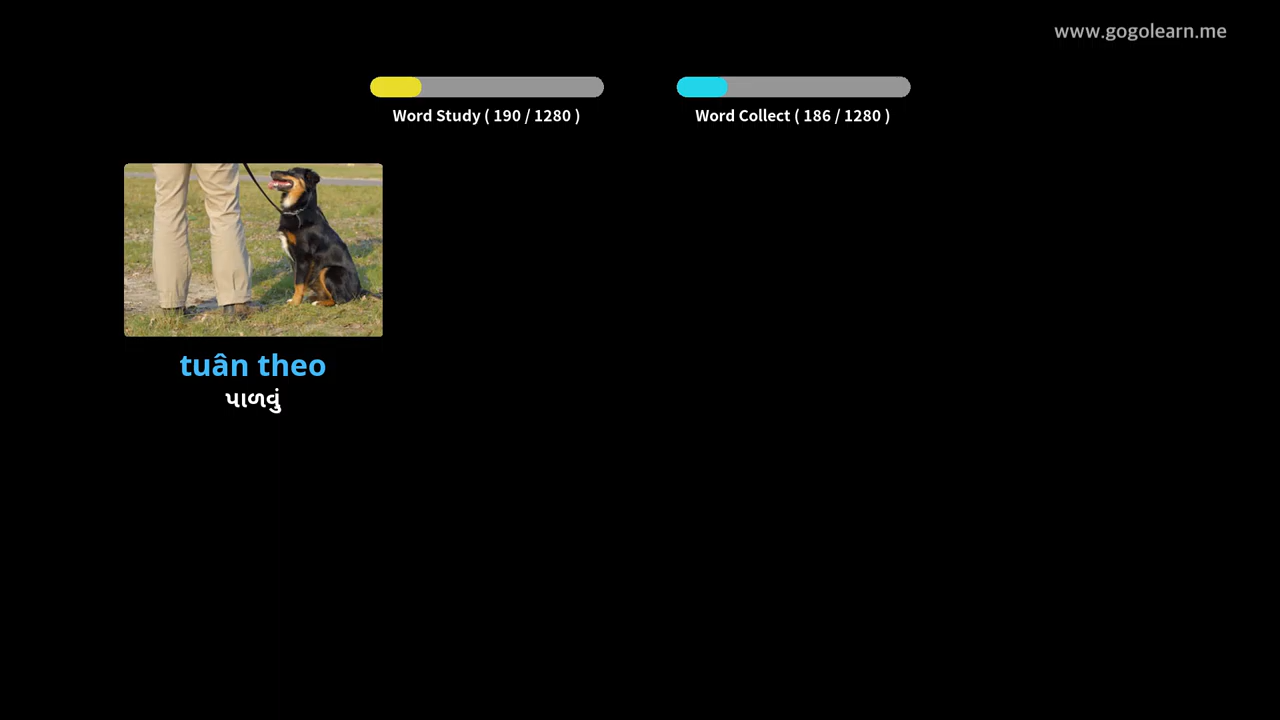 www.gogolearn.me
Word Study ( 190 / 1280 )
Word Collect ( 186 / 1280 )
tuân theo
પાળવું